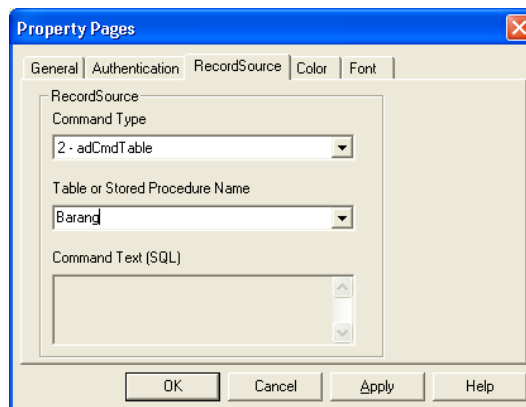 Property Pages
General Authentication RecordSource Color Font
RecordSource
Command Type
2 - adCmdTable
Table or Stored Procedure Name
Barang
Command Text (SQL)
OK Cancel Apply Help